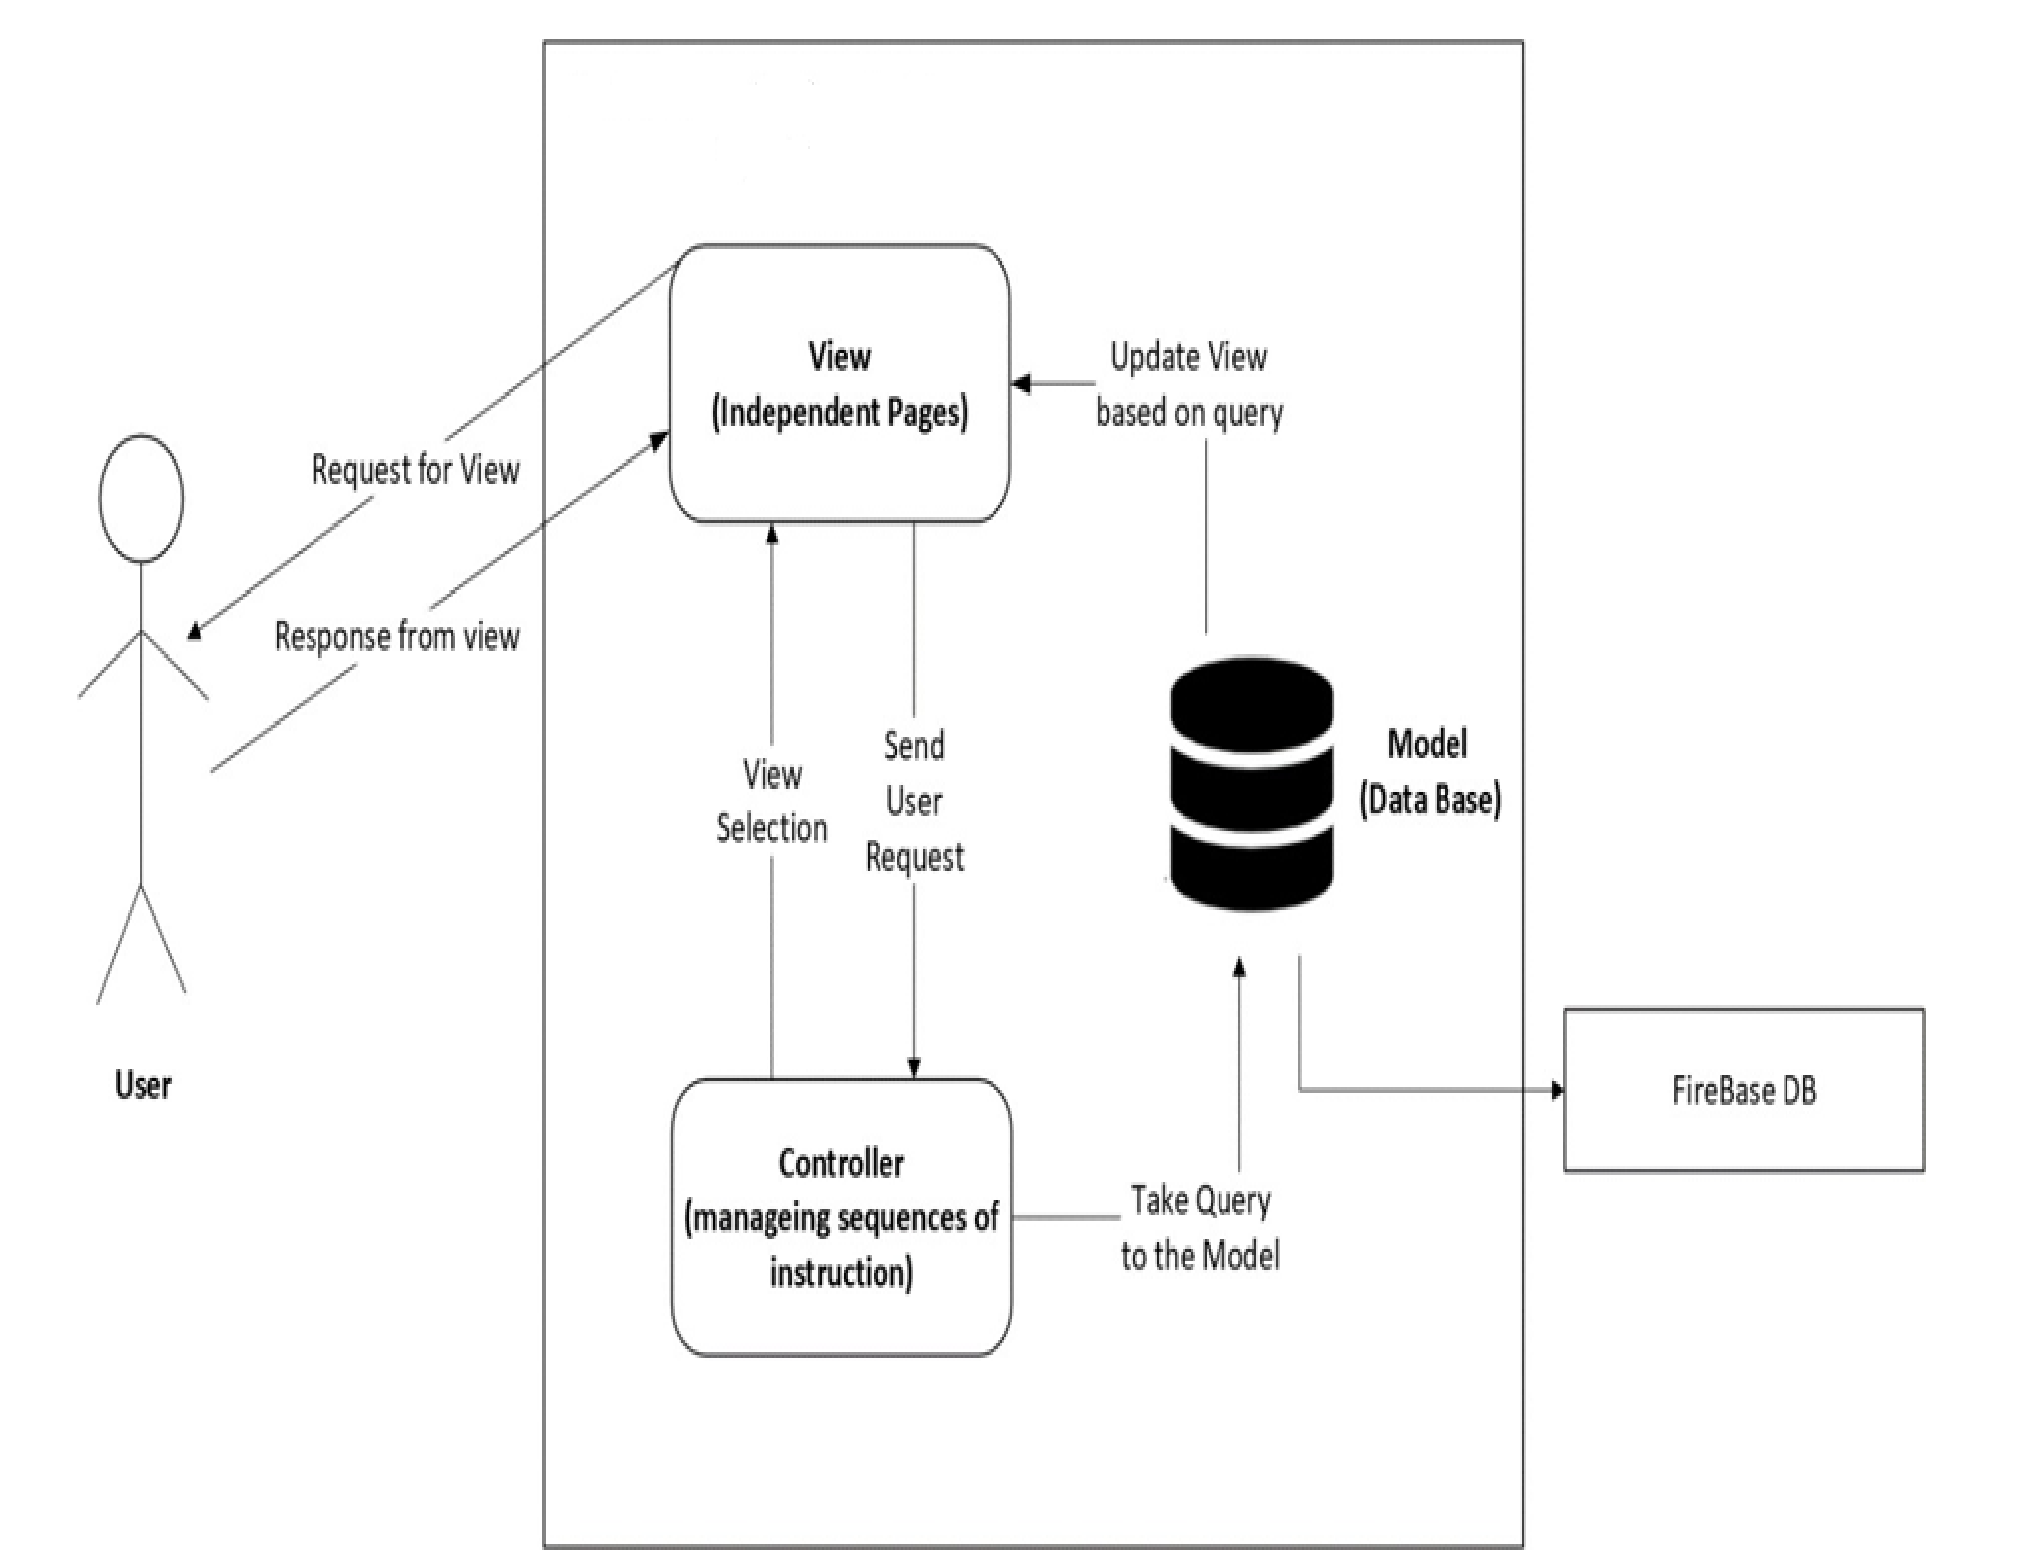 View
(Independent Pages)
Update View
based on query
Request for View
Response from view
View
Selection
Send
User
Request
Model
(Data Base)
User
FireBase DB
Controller
(manageing sequences of
instruction)
Take Query
to the Model